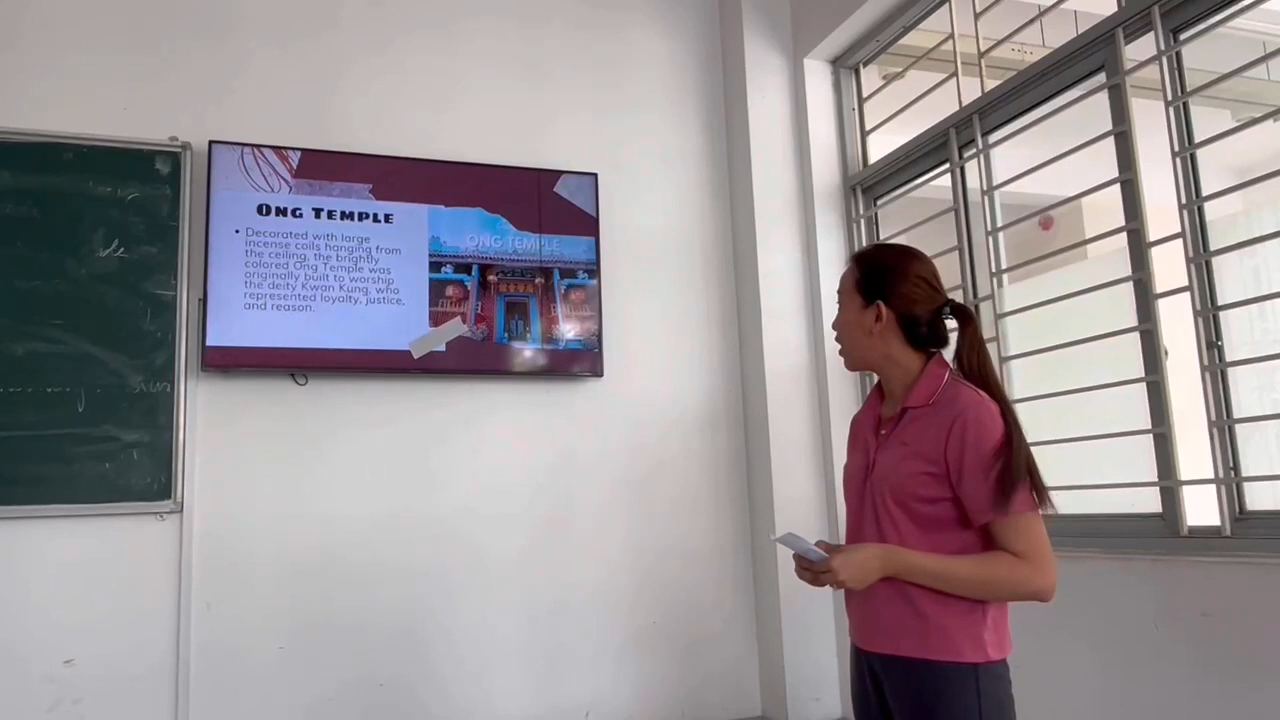 ONG TEMPLE
• Decorated with large
incense coils hanging from
the ceiling, the brightly
colored Ong Temple was
originally built to worship
the deity Kwan Kung, who
represented loyalty, justice,
and reason.
ONG TEMPLE